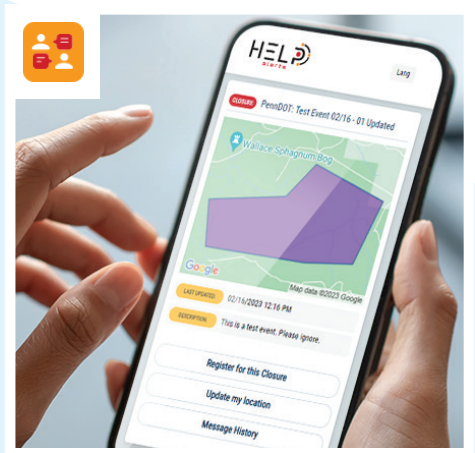 HELP
alerts
Lang
CLOSURE PennDOT: Test Event 02/16 - 01 Updated
Wallace Sphagnum Bog
Google
Map data ©2023 Google
LAST UPDATED 02/16/2023 12:16 PM
DESCRIPTION This is a test event. Please ignore.
Register for this Closure
Update my location
Message History